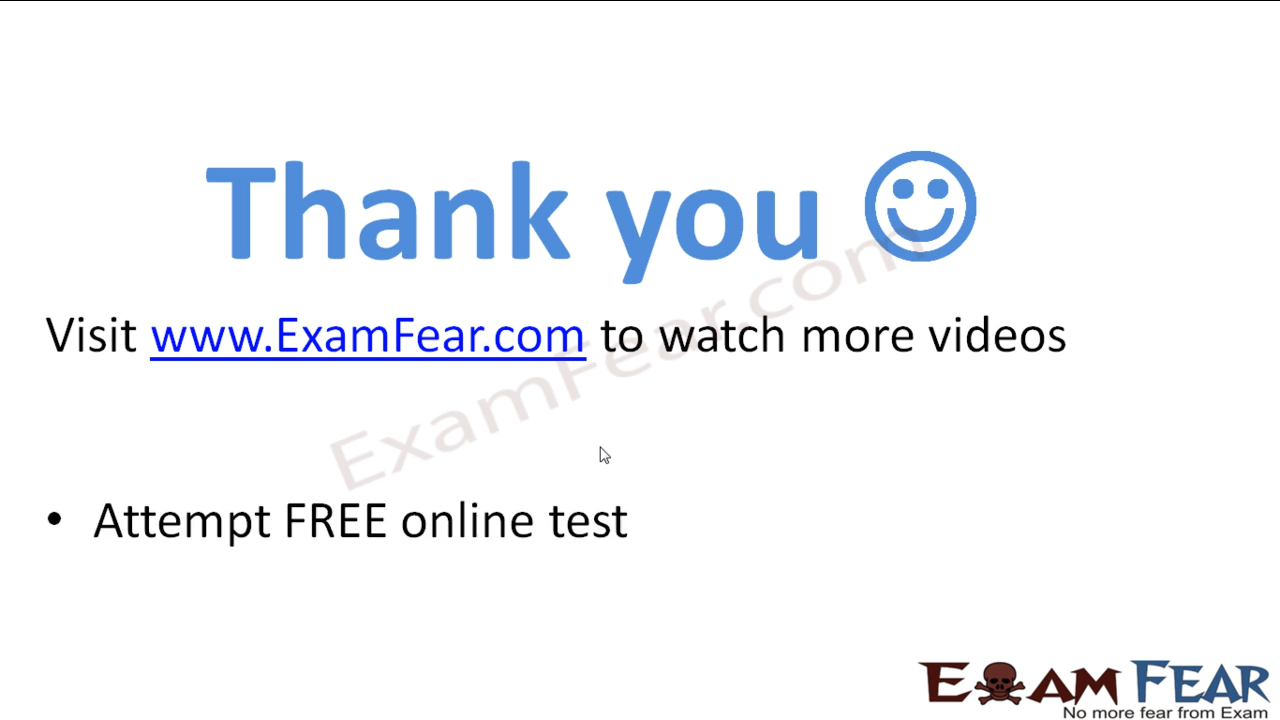 Thank you ☺
Visit www.ExamFear.com to watch more videos
ExamFear.com
• Attempt FREE online test
EXAM FEAR
No more fear from Exam